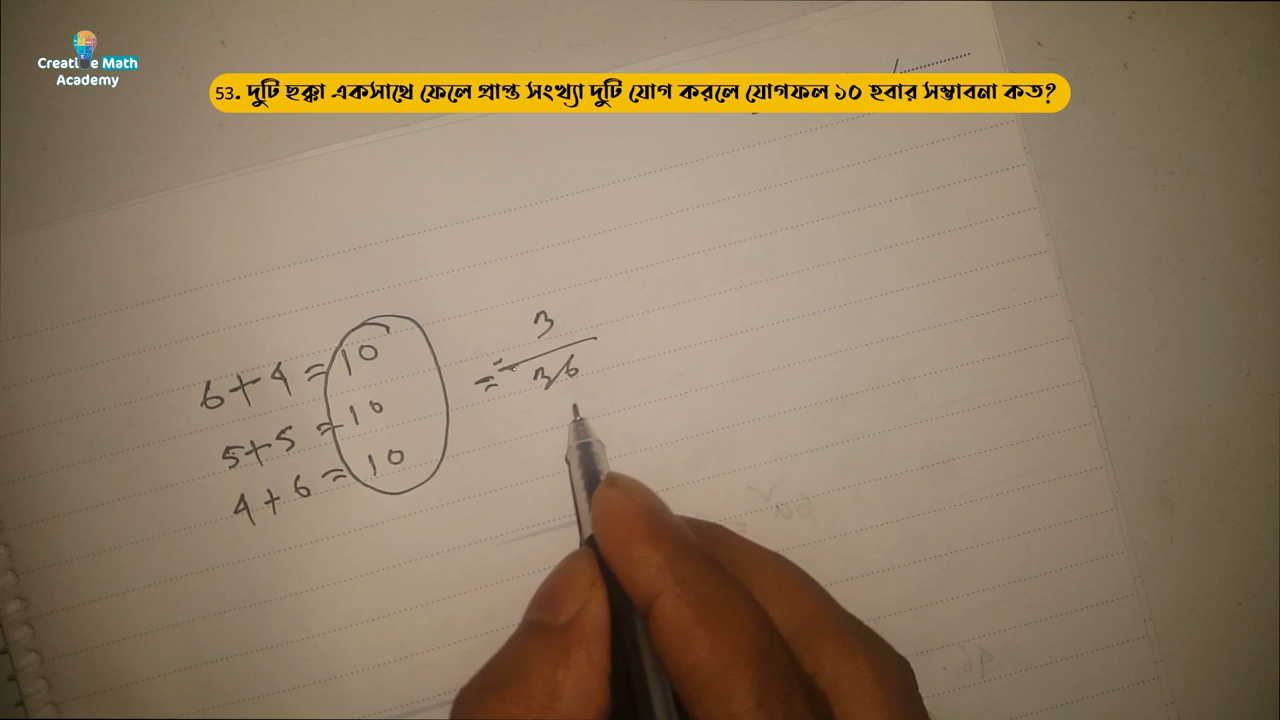 Creative Math
Academy
53. দুটি ছক্কা একসাথে ফেলে প্রাপ্ত সংখ্যা দুটি যোগ করলে যোগফল ১০ হবার সম্ভাবনা কত?
6+4=10
5+5=10
4+6=10
= 3/36